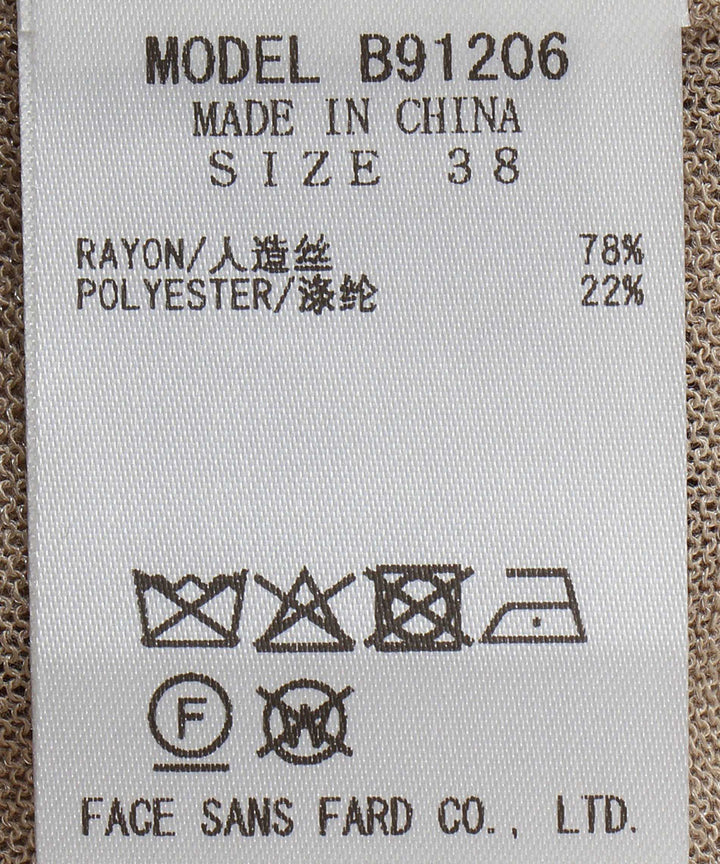 MODEL B91206
MADE IN CHINA
SIZE 38
RAYON/人造丝 78%
POLYESTER/涤纶 22%
F W
FACE SANS FARD CO., LTD.